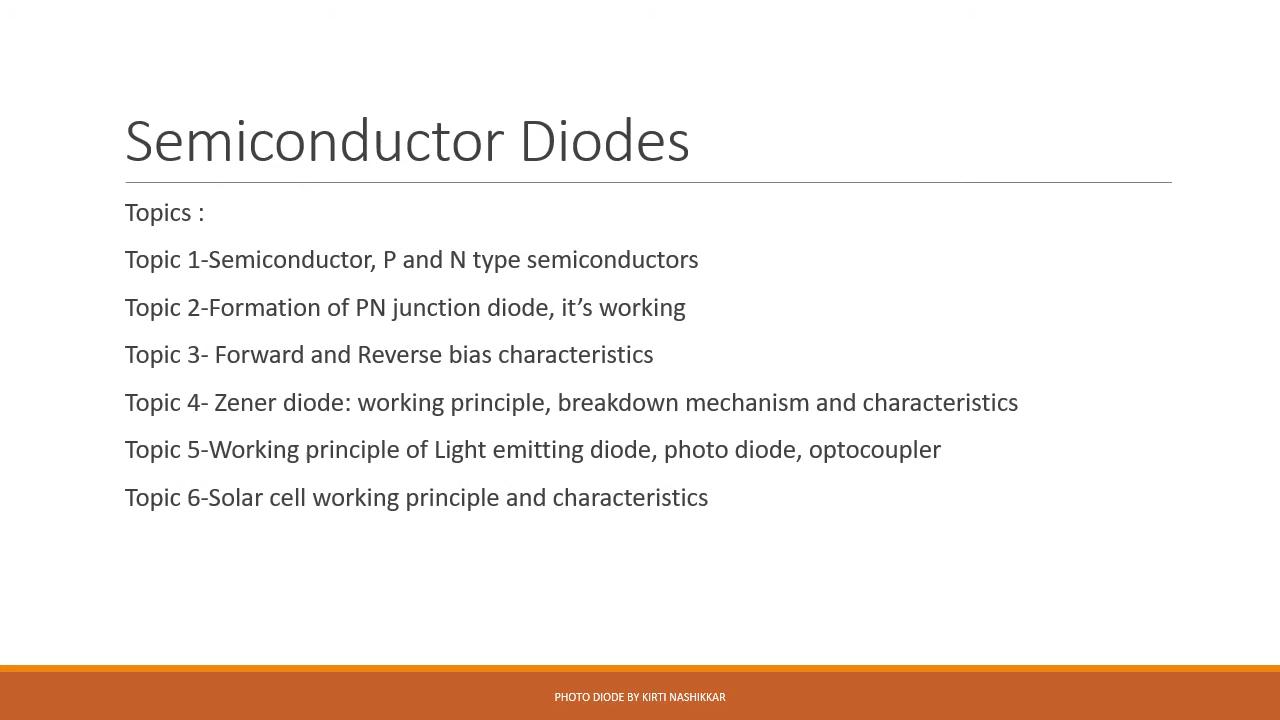 Semiconductor Diodes
Topics :
Topic 1-Semiconductor, P and N type semiconductors
Topic 2-Formation of PN junction diode, it’s working
Topic 3- Forward and Reverse bias characteristics
Topic 4- Zener diode: working principle, breakdown mechanism and characteristics
Topic 5-Working principle of Light emitting diode, photo diode, optocoupler
Topic 6-Solar cell working principle and characteristics
PHOTO DIODE BY KIRTI NASHIKKAR